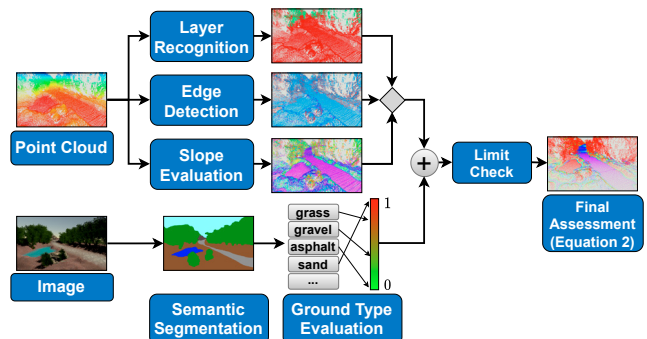 Layer
Recognition
Edge
Detection
Point Cloud
Slope
Evaluation
+
Limit
Check
Final
Assessment
(Equation 2)
grass
gravel
asphalt
sand
...
1
0
Image
Semantic
Segmentation
Ground Type
Evaluation